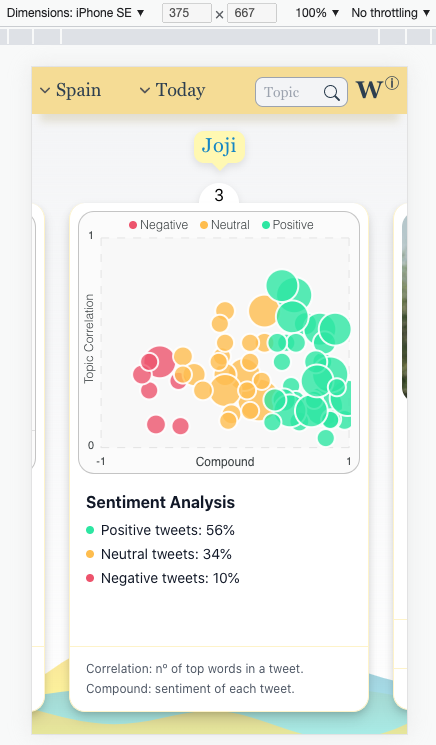 Dimensions: iPhone SE ▼ 375 × 667 100% ▼ No throttling ▼
Spain Today Topic W ⓘ
Joji
3
Negative Neutral Positive
1
Topic Correlation
0
-1 Compound 1
Sentiment Analysis
Positive tweets: 56%
Neutral tweets: 34%
Negative tweets: 10%
Correlation: nº of top words in a tweet.
Compound: sentiment of each tweet.